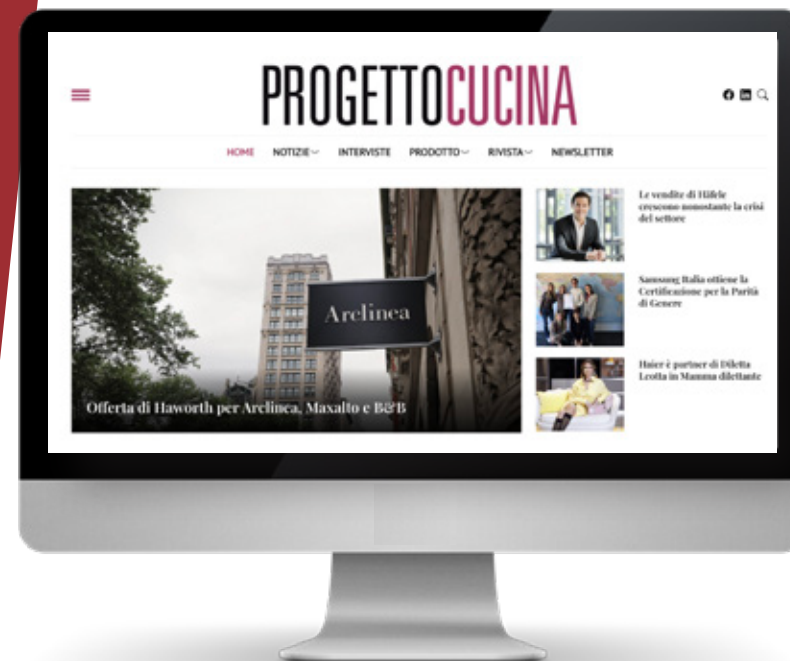 PROGETTOCUCINA
HOME NOTIZIE INTERVISTE PRODOTTO RIVISTA NEWSLETTER
Arclinea
Offerta di Haworth per Arclinea, Maxalto e B&B
Le vendite di Häfele
crescono nonostante la crisi
del settore
Samsung Italia ottiene la
Certificazione per la Parità
di Genere
Haier è partner di Diletta
Leotta in Mamma dilettante